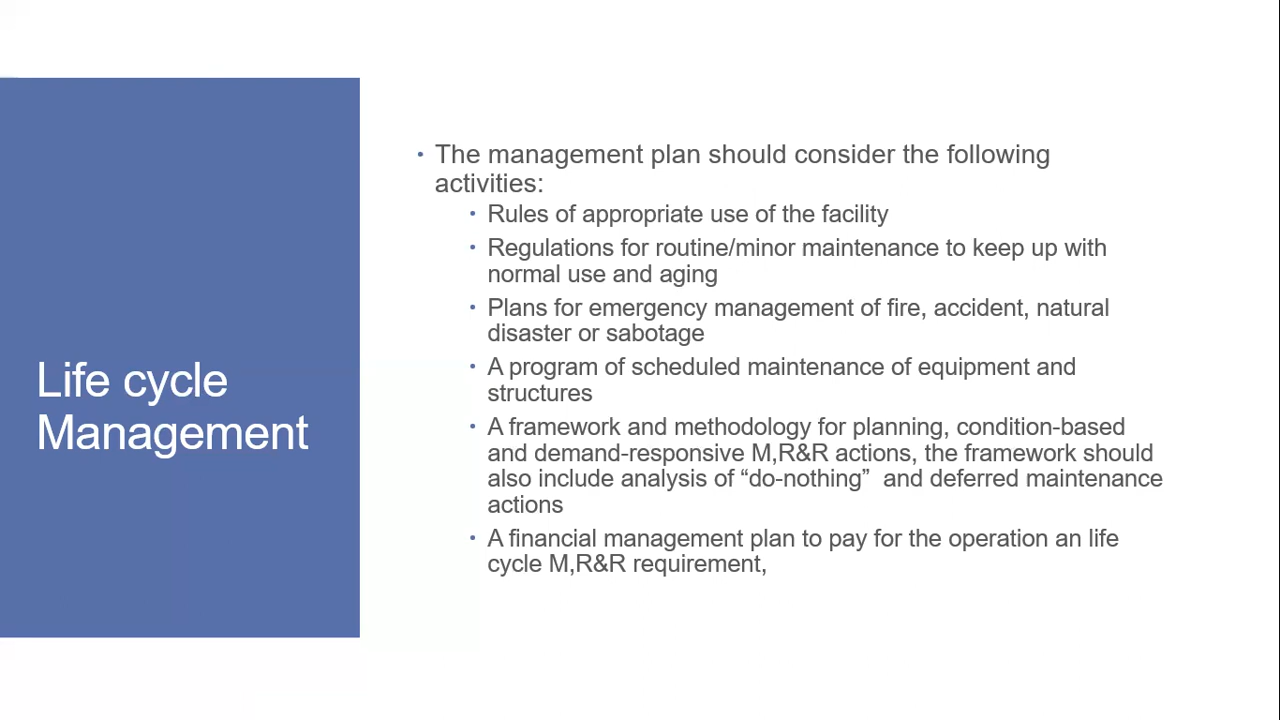 Life cycle
Management
• The management plan should consider the following
activities:
• Rules of appropriate use of the facility
• Regulations for routine/minor maintenance to keep up with
normal use and aging
• Plans for emergency management of fire, accident, natural
disaster or sabotage
• A program of scheduled maintenance of equipment and
structures
• A framework and methodology for planning, condition-based
and demand-responsive M,R&R actions, the framework should
also include analysis of “do-nothing”  and deferred maintenance
actions
• A financial management plan to pay for the operation an life
cycle M,R&R requirement,